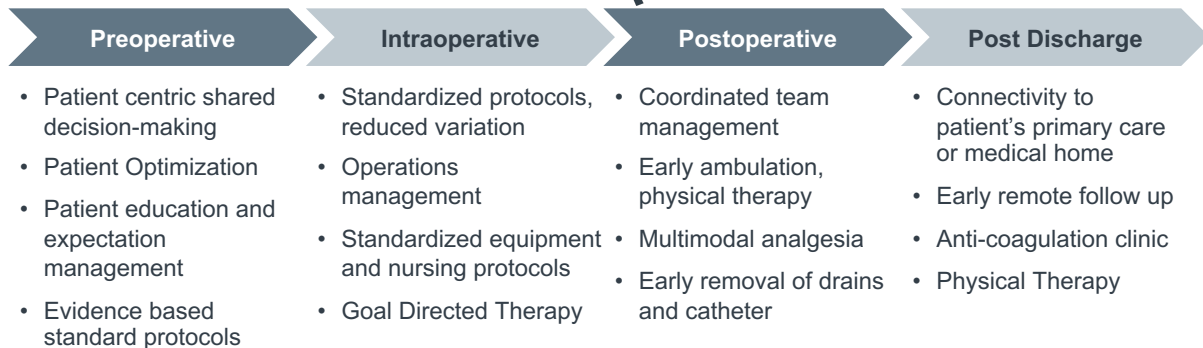 Preoperative
Intraoperative
Postoperative
Post Discharge
• Patient centric shared
decision-making
• Patient Optimization
• Patient education and
expectation
management
• Evidence based
standard protocols
• Standardized protocols,
reduced variation
• Operations
management
• Standardized equipment
and nursing protocols
• Goal Directed Therapy
• Coordinated team
management
• Early ambulation,
physical therapy
• Multimodal analgesia
• Early removal of drains
and catheter
• Connectivity to
patient's primary care
or medical home
• Early remote follow up
• Anti-coagulation clinic
• Physical Therapy